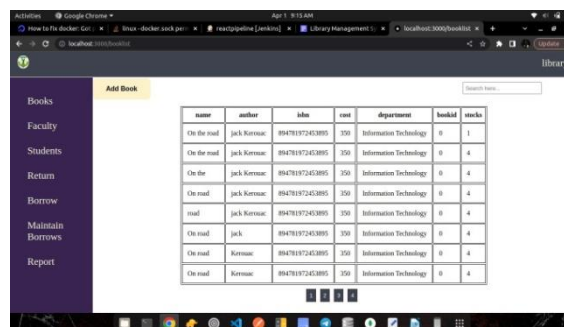 Activities Google Chrome Apr 1 9:13 AM
How to fix docker: Got linux - docker.sock per reactpipeline [Jenkins] Library Management Sy localhost:3000/booklist
localhost:3000/booklist Update
librar
Add Book Search here..
Books
Faculty
Students
Return
Borrow
Maintain
Borrows
Report
name author isbn cost department bookid stocks
On the road jack Kerouac 894781972453895 350 Information Technology 0 1
On the road jack Kerouac 894781972453895 350 Information Technology 0 4
On the jack Kerouac 894781972453895 350 Information Technology 0 4
On road jack Kerouac 894781972453895 350 Information Technology 0 4
road jack Kerouac 894781972453895 350 Information Technology 0 4
On road jack 894781972453895 350 Information Technology 0 4
On road Kerouac 894781972453895 350 Information Technology 0 4
On road Kerouac 894781972453895 350 Information Technology 0 4
1 2 3 4